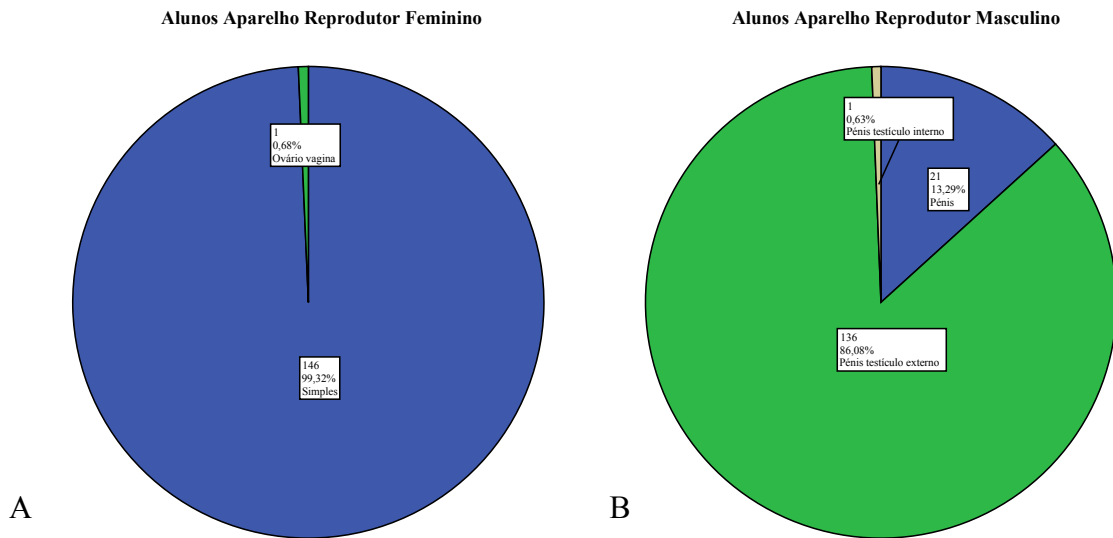 Alunos Aparelho Reprodutor Feminino
1
0,68%
Ovário vagina
146
99,32%
Simples
A
Alunos Aparelho Reprodutor Masculino
1
0,63%
Pénis testículo interno
21
13,29%
Pénis
136
86,08%
Pénis testículo externo
B